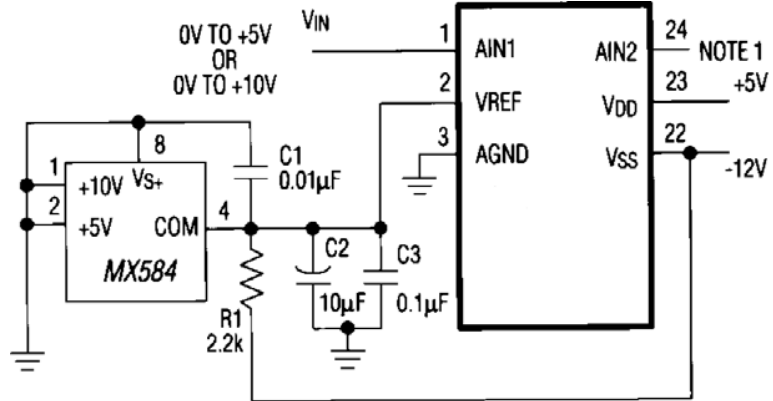 0V TO +5V
OR
0V TO +10V
VIN
1
AIN1
2
VREF
3
AGND
AIN2
24
NOTE 1
VDD
23
+5V
VSS
22
-12V
8
VS+
1
+10V
2
+5V
COM
4
MX584
C1
0.01µF
C2
10µF
C3
0.1µF
R1
2.2k